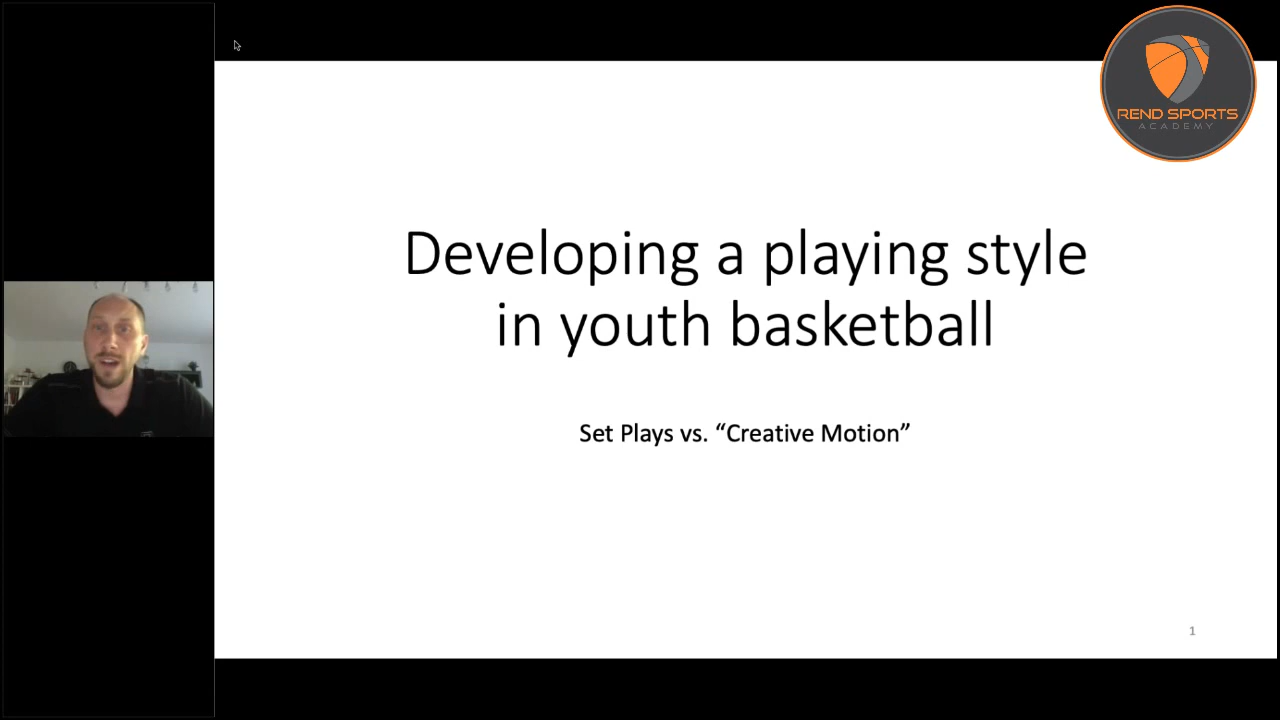 REND SPORTS
ACADEMY
Developing a playing style
in youth basketball
Set Plays vs. “Creative Motion”
1